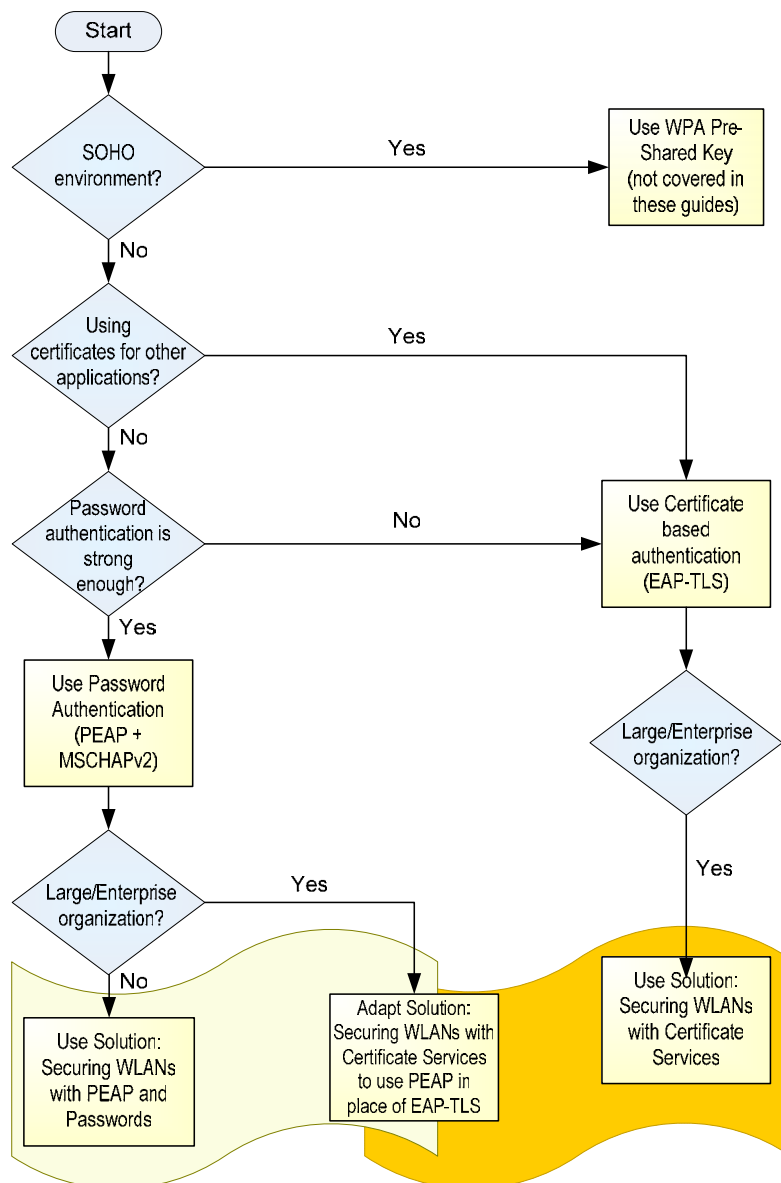 Start
SOHO
environment?
Yes
Use WPA Pre-
Shared Key
(not covered in
these guides)
No
Using
certificates for other
applications?
Yes
No
Password
authentication is
strong
enough?
No
Use Certificate
based
authentication
(EAP-TLS)
Yes
Use Password
Authentication
(PEAP +
MSCHAPv2)
Large/Enterprise
organization?
Yes
Large/Enterprise
organization?
Yes
No
Use Solution:
Securing WLANs
with PEAP and
Passwords
Adapt Solution:
Securing WLANs with
Certificate Services
to use PEAP in
place of EAP-TLS
Use Solution:
Securing WLANs
with Certificate
Services